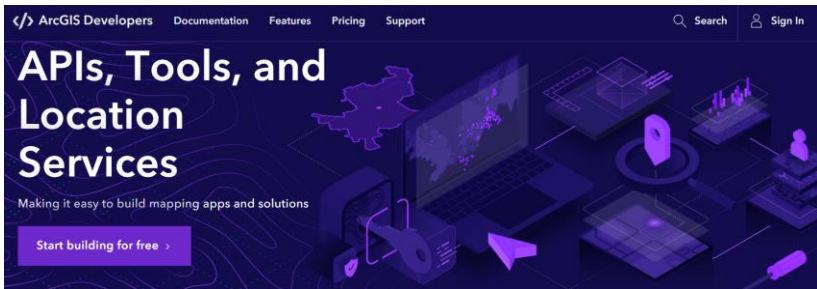 </> ArcGIS Developers Documentation Features Pricing Support Search Sign In
APIs, Tools, and
Location
Services
Making it easy to build mapping apps and solutions
Start building for free ›